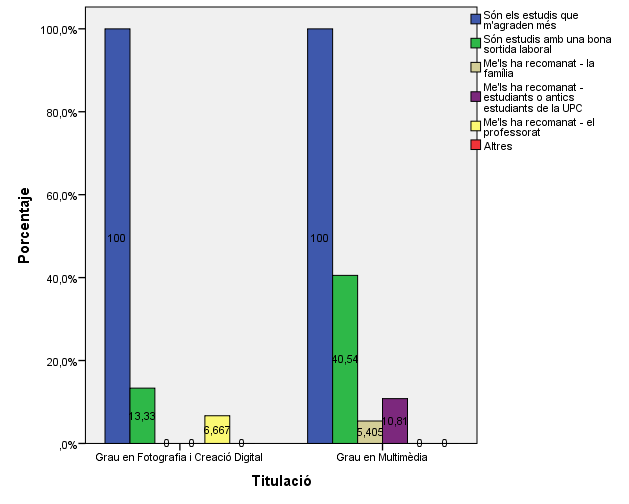 100,0%
80,0%
60,0%
40,0%
20,0%
,0%
Porcentaje
100
13,33
0
0
6,667
0
100
40,54
5,405
10,81
0
0
Grau en Fotografia i Creació Digital
Grau en Multimèdia
Titulació
Són els estudis que
m'agraden més
Són estudis amb una bona
sortida laboral
Me'ls ha recomanat - la
família
Me'ls ha recomanat -
estudiants o antics
estudiants de la UPC
Me'ls ha recomanat - el
professorat
Altres